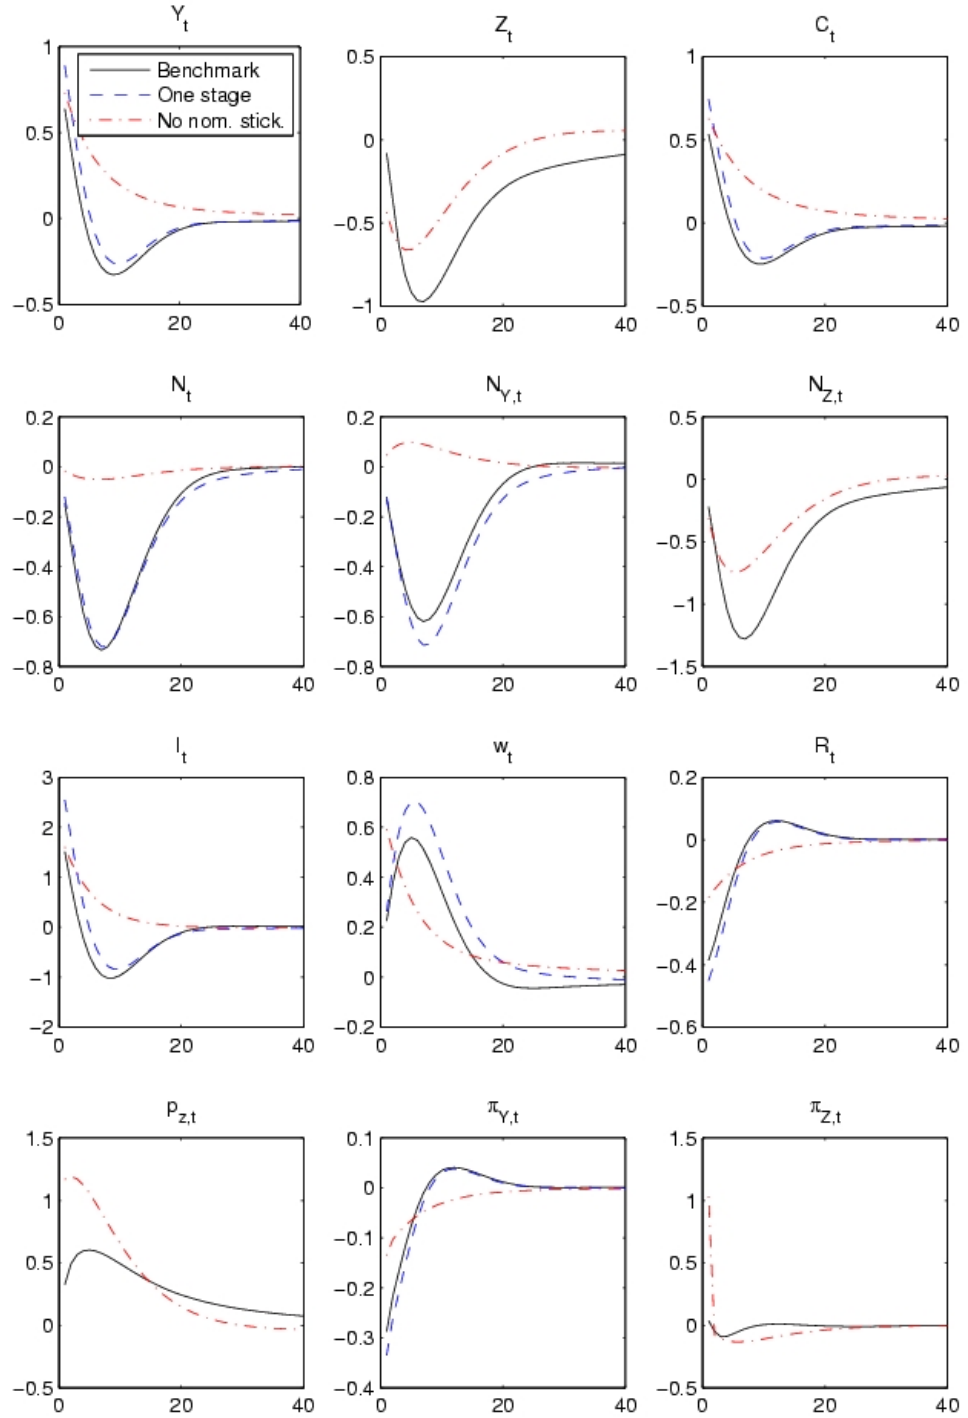 Y_t Z_t C_t
1 0.5 1
Benchmark
One stage
No nom. stick.
0.5 0 0.5
0 −0.5 0
−0.5 −1 −0.5
0 20 40 0 20 40 0 20 40
N_t N_Y,t N_Z,t
0.2 0.2 0.5
0 0 0
−0.2 −0.2 −0.5
−0.4 −0.4 −1
−0.6 −0.6
−0.8 −0.8 −1.5
0 20 40 0 20 40 0 20 40
I_t w_t R_t
3 0.8 0.2
2 0.6 0
1 0.4 −0.2
0 0.2 −0.4
−1 0
−2 −0.2 −0.6
0 20 40 0 20 40 0 20 40
p_z,t π_Y,t π_Z,t
1.5 0.1 1.5
1 0 1
0.5 −0.1 0.5
0 −0.2 0
−0.3
−0.5 −0.4 −0.5
0 20 40 0 20 40 0 20 40